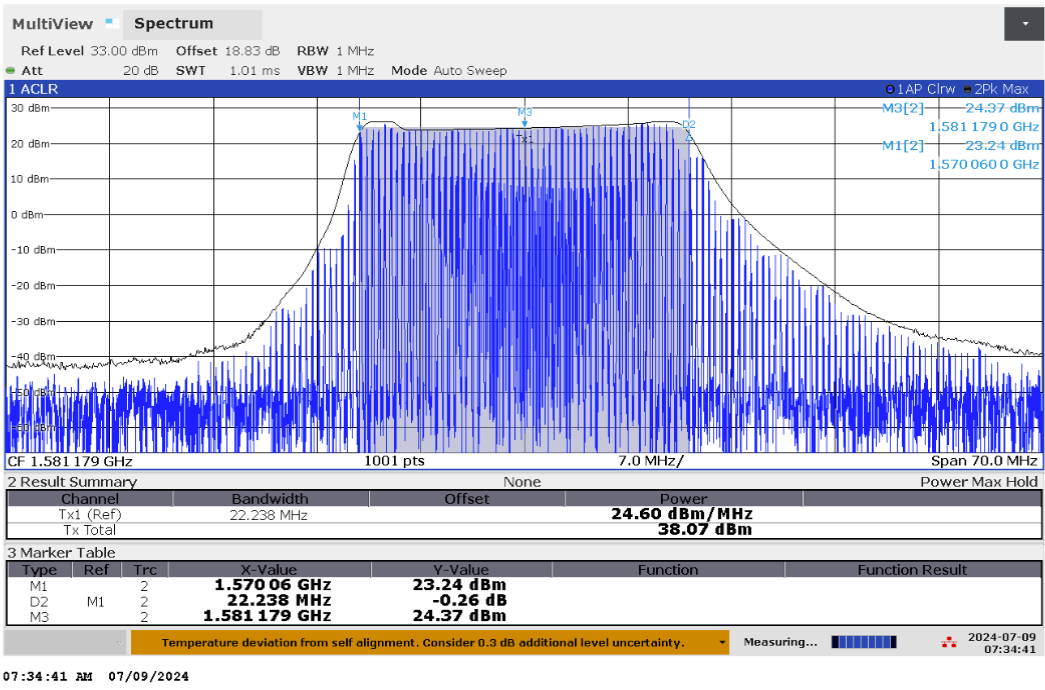 MultiView Spectrum
Ref Level 33.00 dBm Offset 18.83 dB RBW 1 MHz
Att 20 dB SWT 1.01 ms VBW 1 MHz Mode Auto Sweep
1 ACLR 1AP Clrw 2Pk Max
30 dBm
M1
M3
M3[2] 24.37 dBm
D2
1.581 179 0 GHz
Tx1
20 dBm
M1[2] 23.24 dBm
1.570 060 0 GHz
10 dBm
0 dBm
-10 dBm
-20 dBm
-30 dBm
-40 dBm
-50 dBm
-60 dBm
CF 1.581 179 GHz 1001 pts 7.0 MHz/ Span 70.0 MHz
2 Result Summary None Power Max Hold
Channel Bandwidth Offset Power
Tx1 (Ref) 22.238 MHz 24.60 dBm/MHz
Tx Total 38.07 dBm
3 Marker Table
Type Ref Trc X-Value Y-Value Function Function Result
M1 2 1.570 06 GHz 23.24 dBm
D2 M1 2 22.238 MHz -0.26 dB
M3 2 1.581 179 GHz 24.37 dBm
Temperature deviation from self alignment. Consider 0.3 dB additional level uncertainty. Measuring... 2024-07-09
07:34:41
07:34:41 AM 07/09/2024